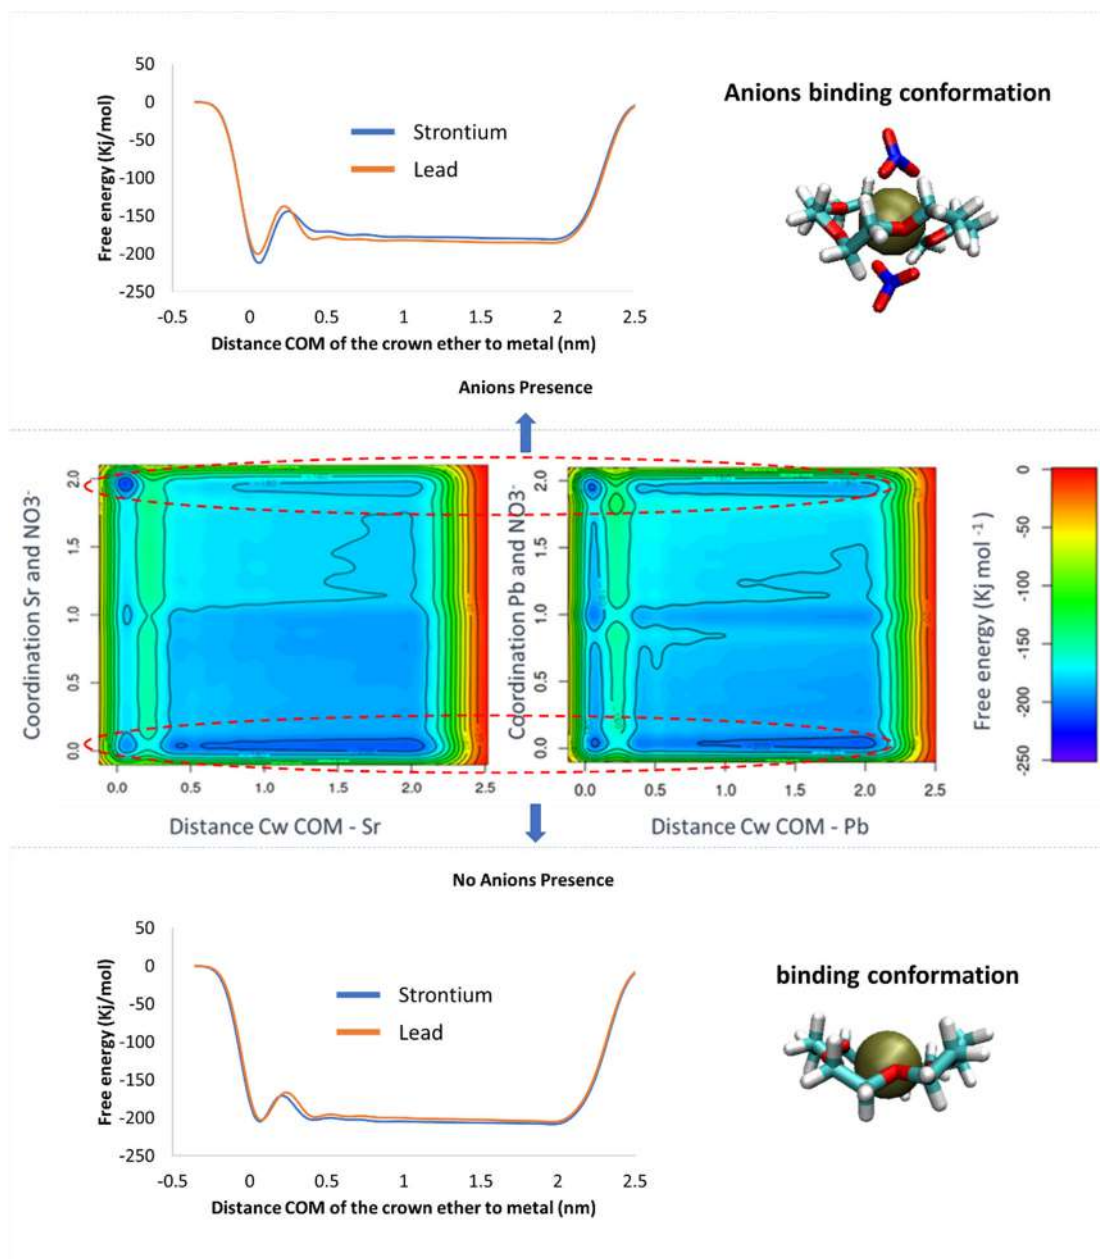 50
0
-50
-100
-150
-200
-250
Free energy (Kj/mol)
Strontium
Lead
-0.5 0 0.5 1 1.5 2 2.5
Distance COM of the crown ether to metal (nm)
Anions binding conformation
Anions Presence
Coordination Sr and NO3-
2.0
1.5
1.0
0.5
0.0
0.0 0.5 1.0 1.5 2.0 2.5
Distance Cw COM - Sr
Coordination Pb and NO3-
2.0
1.5
1.0
0.5
0.0
0.0 0.5 1.0 1.5 2.0 2.5
Distance Cw COM - Pb
Free energy (Kj mol -1)
0
-50
-100
-150
-200
-250
No Anions Presence
50
0
-50
-100
-150
-200
-250
Free energy (Kj/mol)
Strontium
Lead
-0.5 0 0.5 1 1.5 2 2.5
Distance COM of the crown ether to metal (nm)
binding conformation